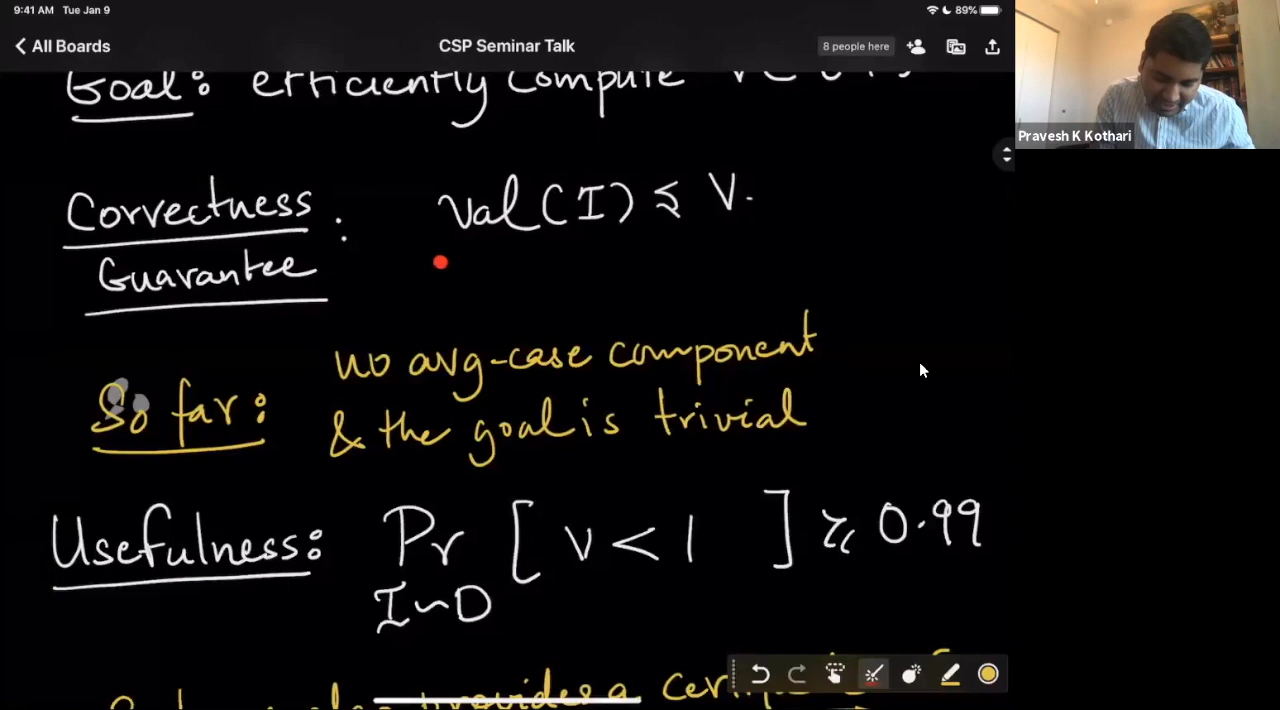 9:41 AM Tue Jan 9
89%
All Boards
CSP Seminar Talk
8 people here
Pravesh K Kothari
Goal: efficiently compute
Correctness : val(I) ≤ V.
Guarantee
So far: no avg-case component
& the goal is trivial
Usefulness: Pr [ v < 1 ] ≥ 0.99
I~D
provides a